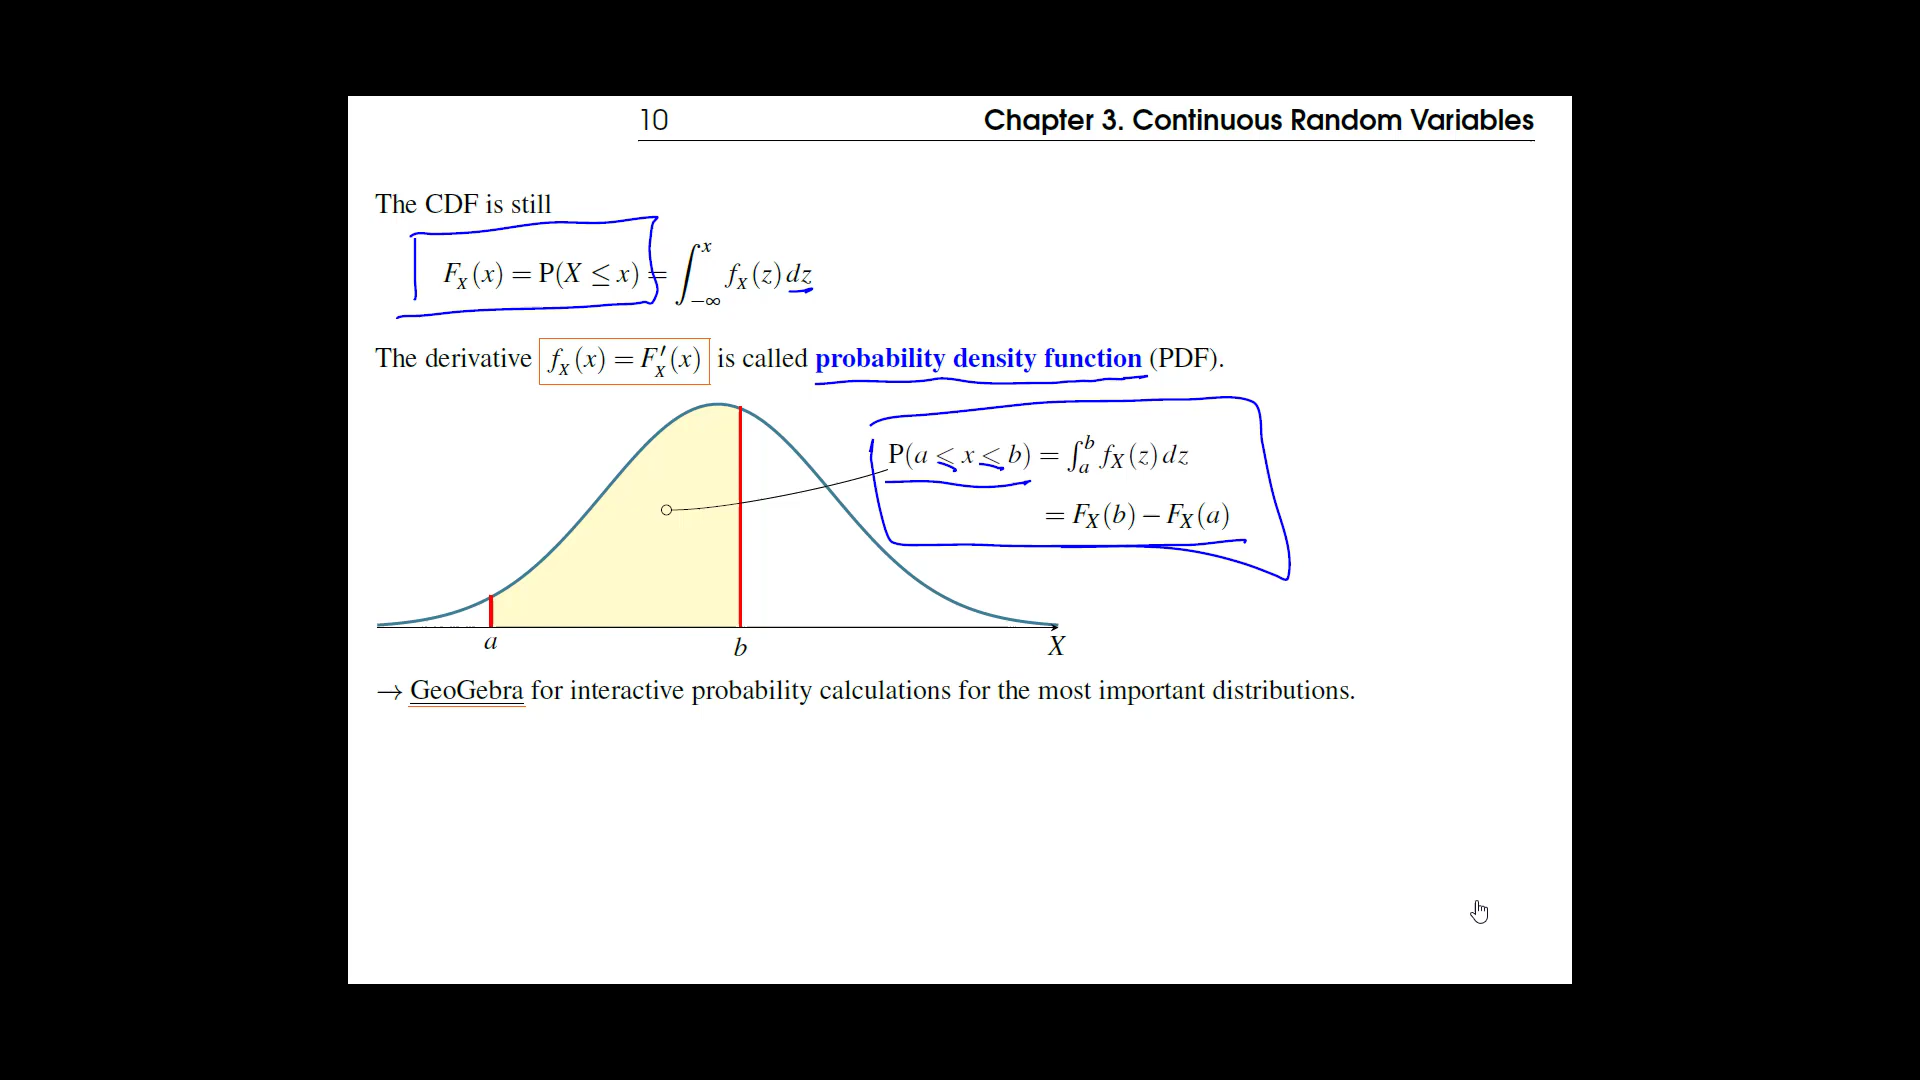 10 Chapter 3. Continuous Random Variables
The CDF is still
F_X(x) = P(X ≤ x) = ∫_{−∞}^{x} f_X(z) dz
The derivative f_X(x) = F′_X(x) is called probability density function (PDF).
P(a ≤ x < b) = ∫_a^b f_X(z) dz
= F_X(b) − F_X(a)
a b X
→ GeoGebra for interactive probability calculations for the most important distributions.